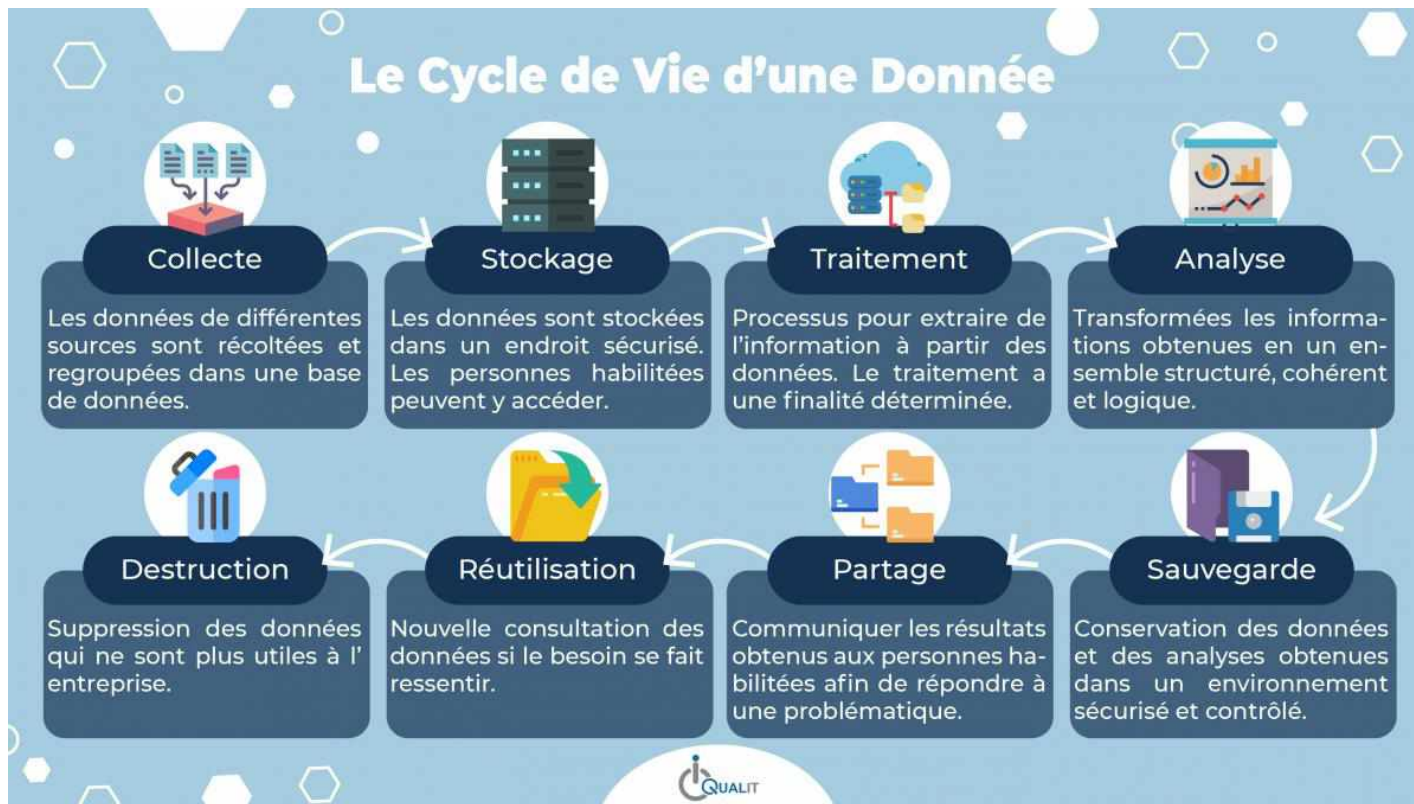 Le Cycle de Vie d'une Donnée
Collecte
Les données de différentes
sources sont récoltées et
regroupées dans une base
de données.
Stockage
Les données sont stockées
dans un endroit sécurisé.
Les personnes habilitées
peuvent y accéder.
Traitement
Processus pour extraire de
l'information à partir des
données. Le traitement a
une finalité déterminée.
Analyse
Transformées les informa-
tions obtenues en un en-
semble structuré, cohérent
et logique.
Sauvegarde
Conservation des données
et des analyses obtenues
dans un environnement
sécurisé et contrôlé.
Partage
Communiquer les résultats
obtenus aux personnes ha-
bilitées afin de répondre à
une problématique.
Réutilisation
Nouvelle consultation des
données si le besoin se fait
ressentir.
Destruction
Suppression des données
qui ne sont plus utiles à l'
entreprise.
iQUALIT